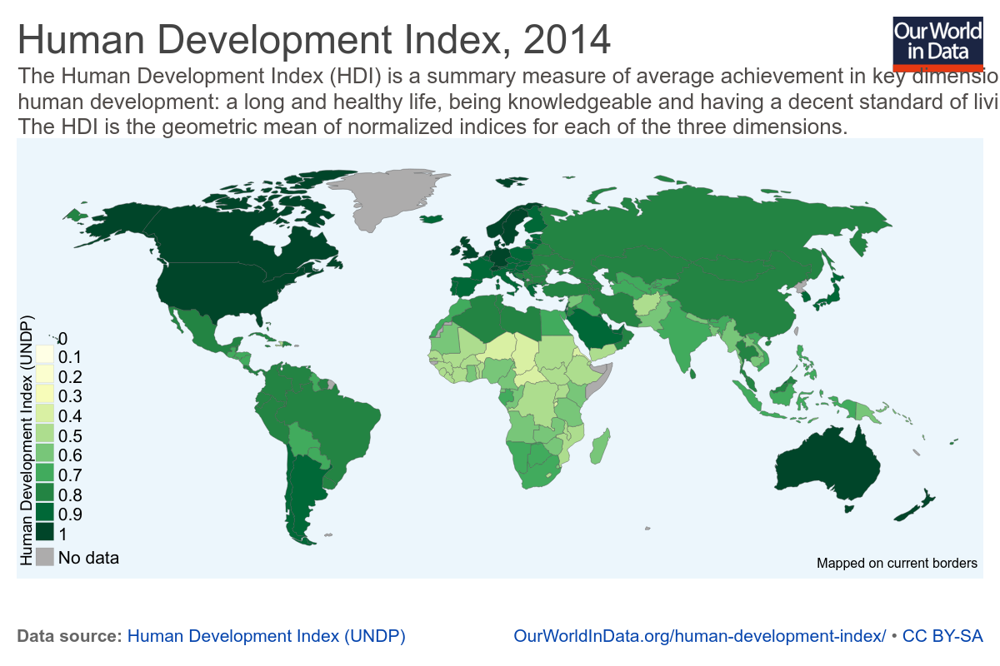 Human Development Index, 2014
Our World
in Data
The Human Development Index (HDI) is a summary measure of average achievement in key dimensio
human development: a long and healthy life, being knowledgeable and having a decent standard of livi
The HDI is the geometric mean of normalized indices for each of the three dimensions.
Human Development Index (UNDP)
0
0.1
0.2
0.3
0.4
0.5
0.6
0.7
0.8
0.9
1
No data
Mapped on current borders
Data source: Human Development Index (UNDP)
OurWorldInData.org/human-development-index/ • CC BY-SA